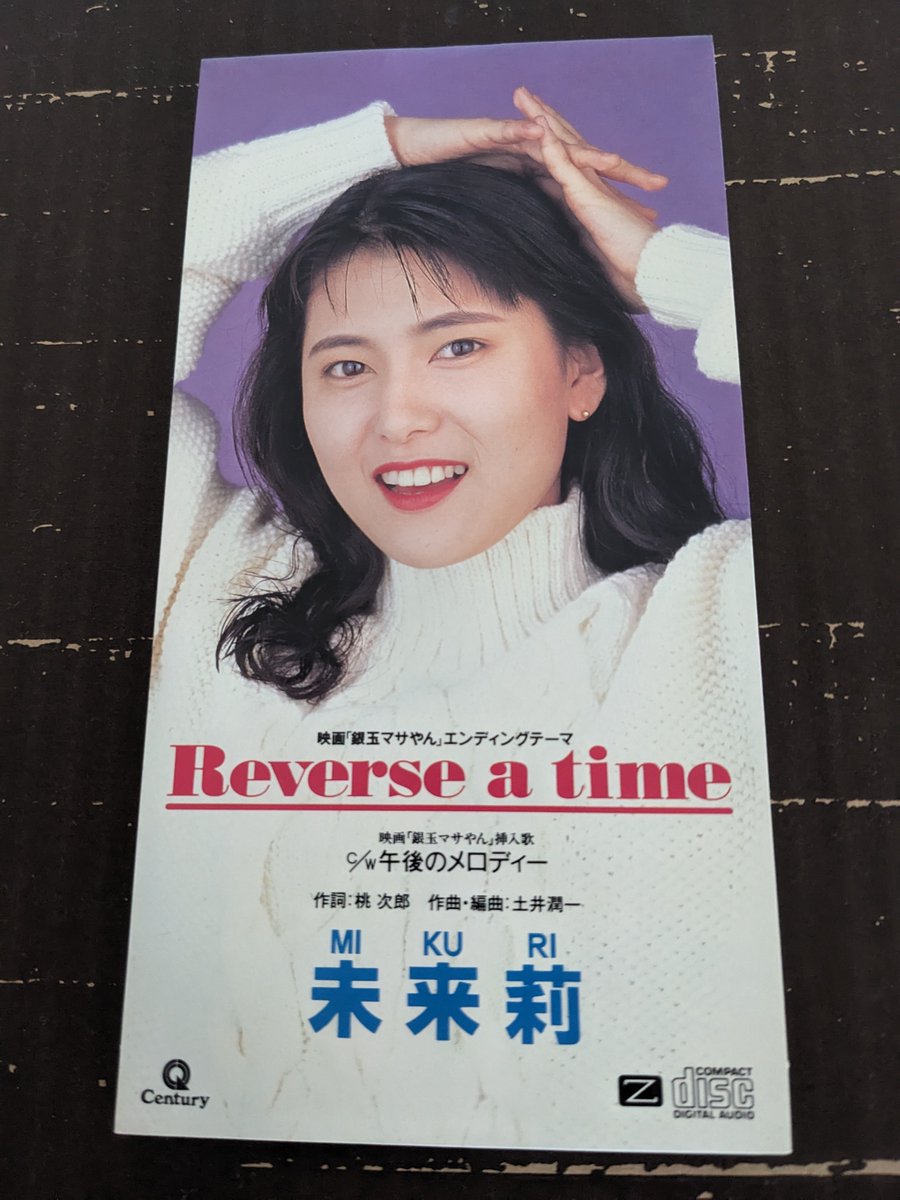 映画「銀玉マサやん」エンディングテーマ
Reverse a time
映画「銀玉マサやん」挿入歌
c/w午後のメロディー
作詞:桃 次郎 作曲・編曲:土井潤一
MI KU RI
未来莉
Century
Z
COMPACT
disc
DIGITAL AUDIO